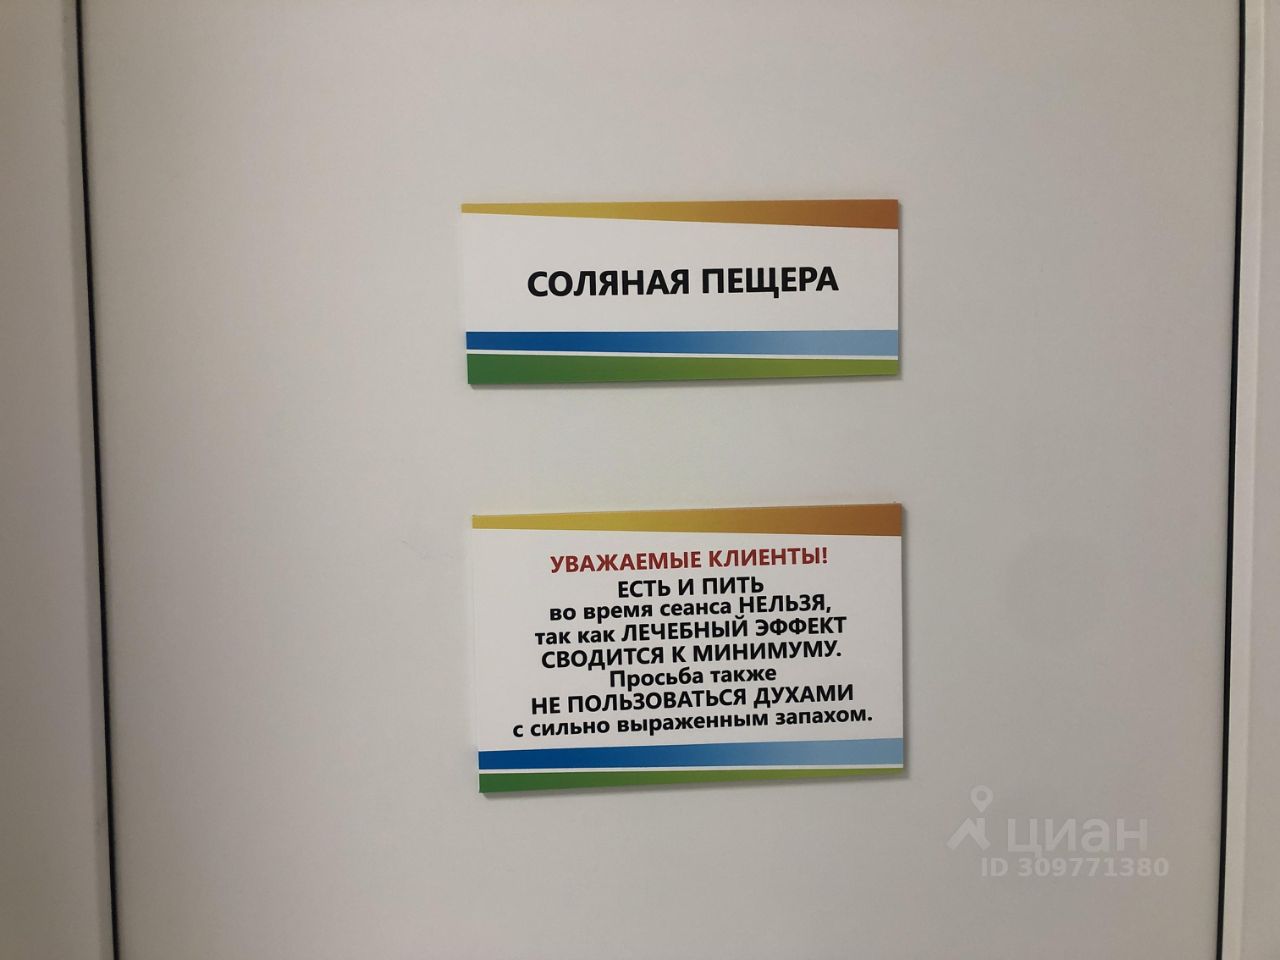 СОЛЯНАЯ ПЕЩЕРА
УВАЖАЕМЫЕ КЛИЕНТЫ!
ЕСТЬ И ПИТЬ
во время сеанса НЕЛЬЗЯ,
так как ЛЕЧЕБНЫЙ ЭФФЕКТ
СВОДИТСЯ К МИНИМУМУ.
Просьба также
НЕ ПОЛЬЗОВАТЬСЯ ДУХАМИ
с сильно выраженным запахом.
циан
ID 309771380